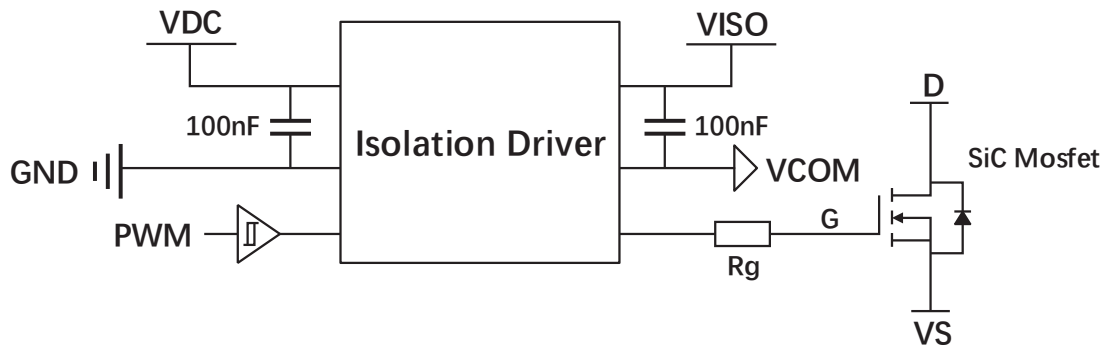 VDC
VISO
D
100nF
100nF
Isolation Driver
SiC Mosfet
GND
VCOM
G
PWM
Rg
VS